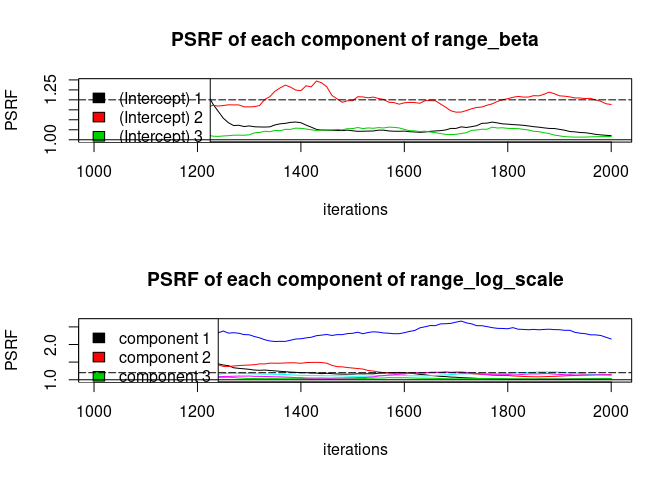 PSRF of each component of range_beta
PSRF
1.25
1.00
(Intercept) 1
(Intercept) 2
(Intercept) 3
1000 1200 1400 1600 1800 2000
iterations
PSRF of each component of range_log_scale
PSRF
2.0
1.0
component 1
component 2
component 3
1000 1200 1400 1600 1800 2000
iterations